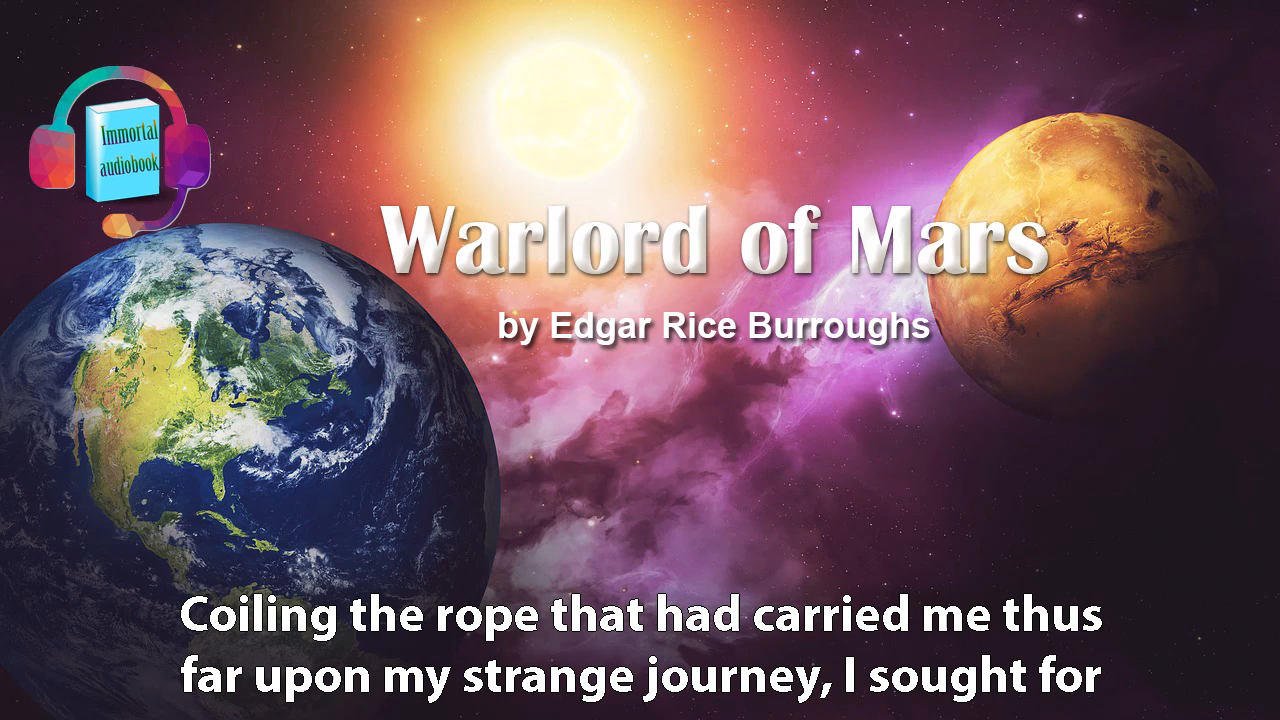 Immortal
audiobook
Warlord of Mars
by Edgar Rice Burroughs
Coiling the rope that had carried me thus
far upon my strange journey, I sought for